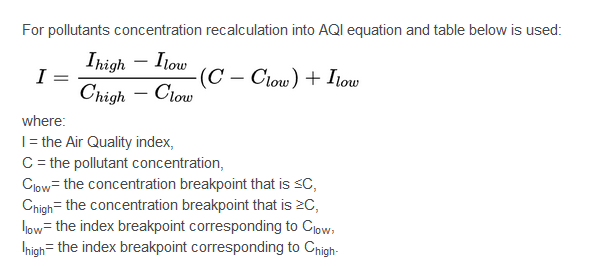 For pollutants concentration recalculation into AQI equation and table below is used:
I = \frac{I_{high} - I_{low}}{C_{high} - C_{low}}(C - C_{low}) + I_{low}
where:
I = the Air Quality index,
C = the pollutant concentration,
C_{low}= the concentration breakpoint that is ≤C,
C_{high}= the concentration breakpoint that is ≥C,
I_{low}= the index breakpoint corresponding to C_{low},
I_{high}= the index breakpoint corresponding to C_{high}.